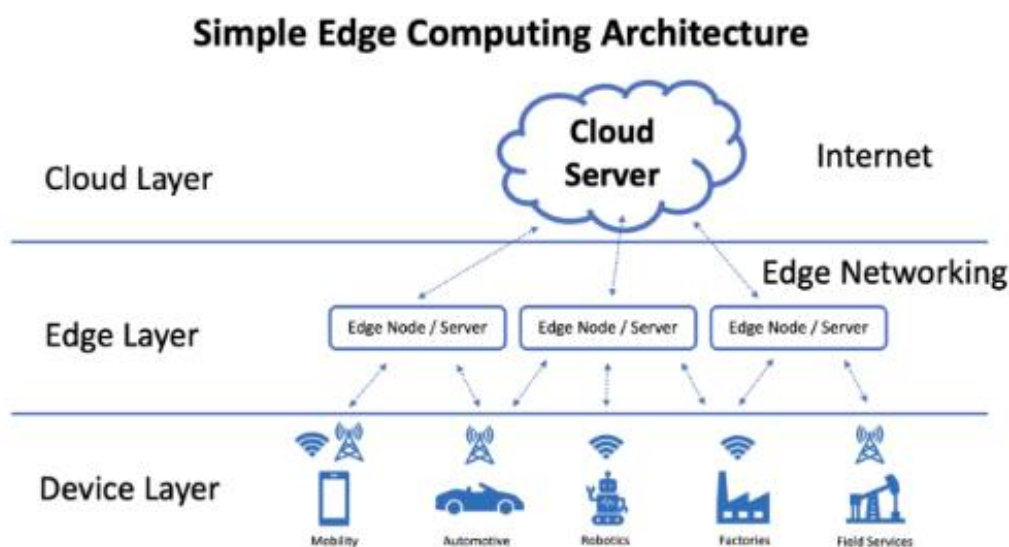 Simple Edge Computing Architecture
Cloud
Server
Internet
Cloud Layer
Edge Networking
Edge Node / Server
Edge Node / Server
Edge Node / Server
Edge Layer
Device Layer
Mobility
Automotive
Robotics
Factories
Field Services